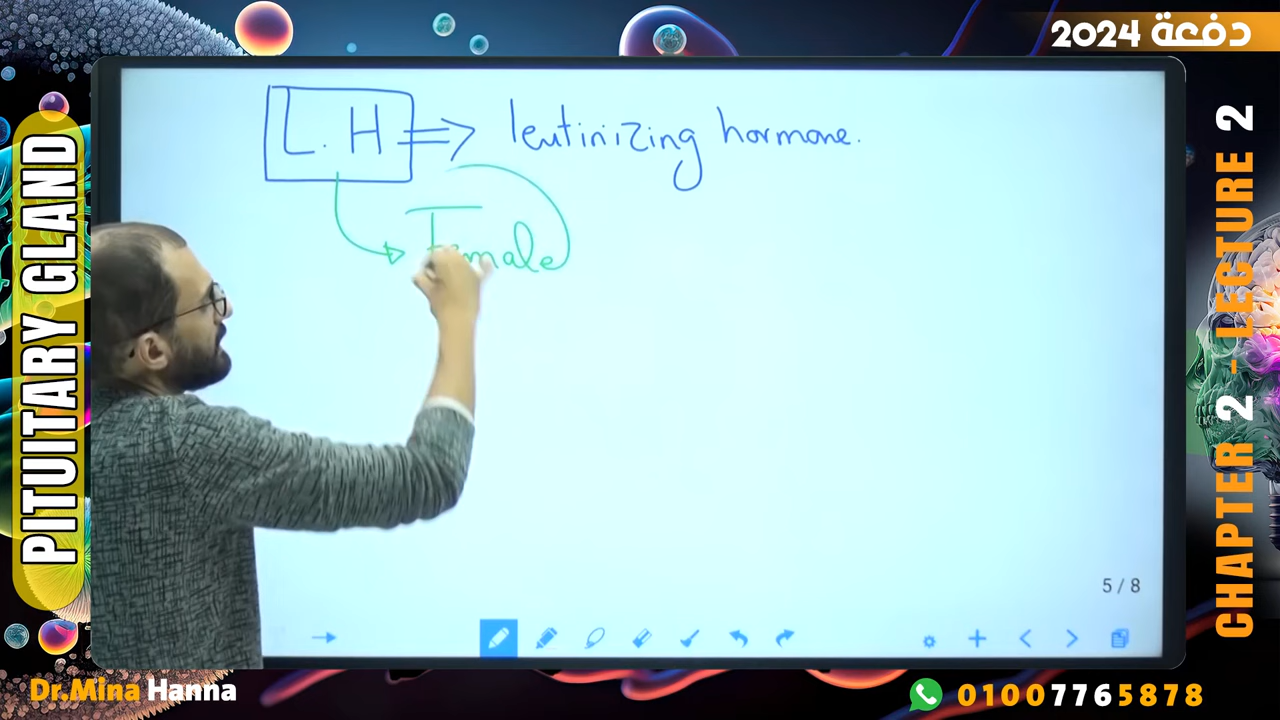 دفعة 2024
PITUITARY GLAND
L.H => leutinizing hormone.
Female
CHAPTER 2 - LECTURE 2
5 / 8
Dr.Mina Hanna
01007765878